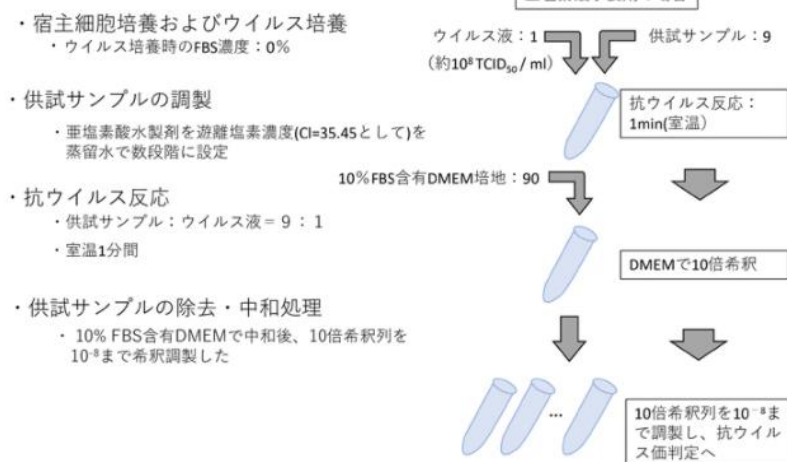 ・宿主細胞培養およびウイルス培養
・ウイルス培養時のFBS濃度：0%
・供試サンプルの調製
・亜塩素酸水製剤を遊離塩素濃度(Cl=35.45として)を
蒸留水で数段階に設定
・抗ウイルス反応
・供試サンプル：ウイルス液＝９：１
・室温1分間
・供試サンプルの除去・中和処理
・ 10% FBS含有DMEMで中和後、10倍希釈列を
10⁻⁸まで希釈調製した
ウイルス液：1
（約10⁸ TCID₅₀ / ml）
供試サンプル：9
抗ウイルス反応：
1min(室温）
10%FBS含有DMEM培地：90
DMEMで10倍希釈
...
10倍希釈列を10⁻⁸ま
で調製し、抗ウイル
ス価判定へ